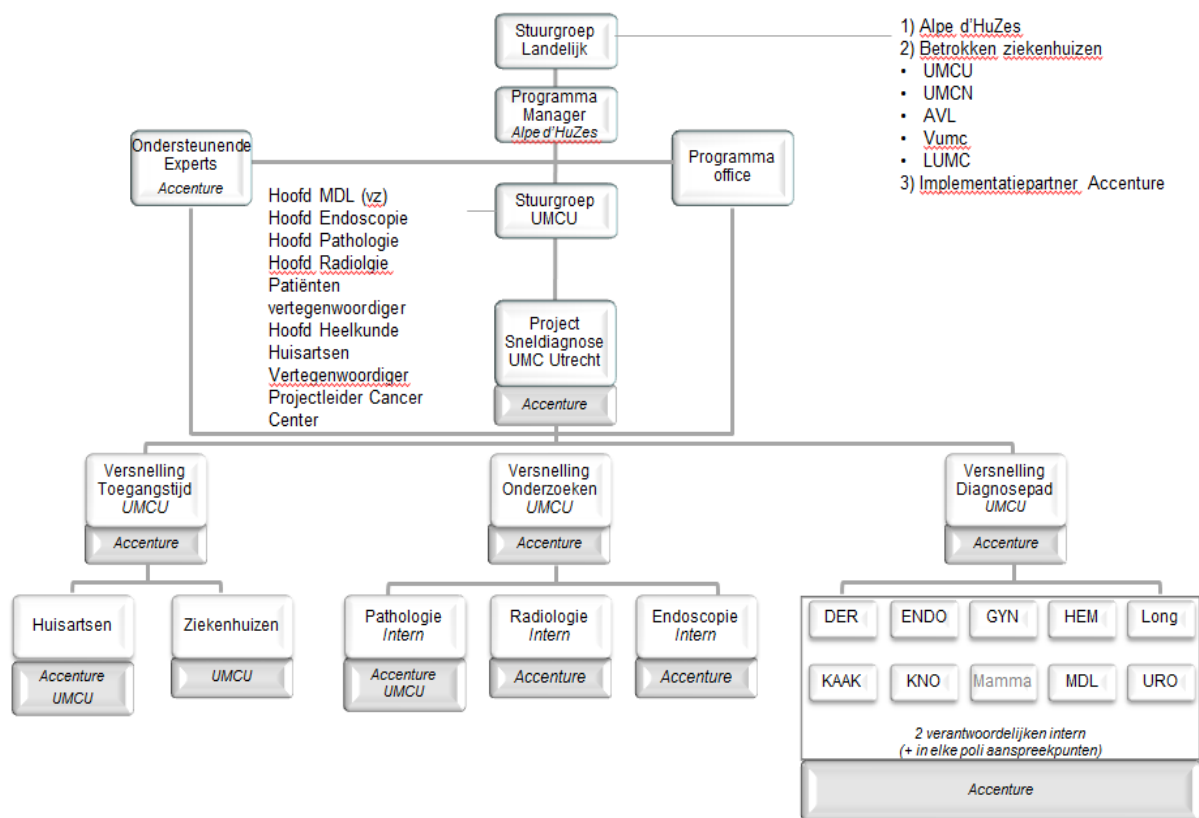 Stuurgroep
Landelijk
1) Alpe d'HuZes
2) Betrokken ziekenhuizen
• UMCU
• UMCN
• AVL
• Vumc
• LUMC
3) Implementatiepartner Accenture
Programma
Manager
Alpe d'HuZes
Ondersteunende
Experts
Accenture
Programma
office
Hoofd MDL (vz)
Hoofd Endoscopie
Hoofd Pathologie
Hoofd Radiolgie
Patiënten
vertegenwoordiger
Hoofd Heelkunde
Huisartsen
Vertegenwoordiger
Projectleider Cancer
Center
Stuurgroep
UMCU
Project
Sneldiagnose
UMC Utrecht
Accenture
Versnelling
Toegangstijd
UMCU
Accenture
Versnelling
Onderzoeken
UMCU
Accenture
Versnelling
Diagnosepad
UMCU
Accenture
Huisartsen
Accenture
UMCU
Ziekenhuizen
UMCU
Pathologie
Intern
Accenture
UMCU
Radiologie
Intern
Accenture
Endoscopie
Intern
Accenture
DER ENDO GYN HEM Long
KAAK KNO Mamma MDL URO
2 verantwoordelijken intern
(+ in elke poli aanspreekpunten)
Accenture